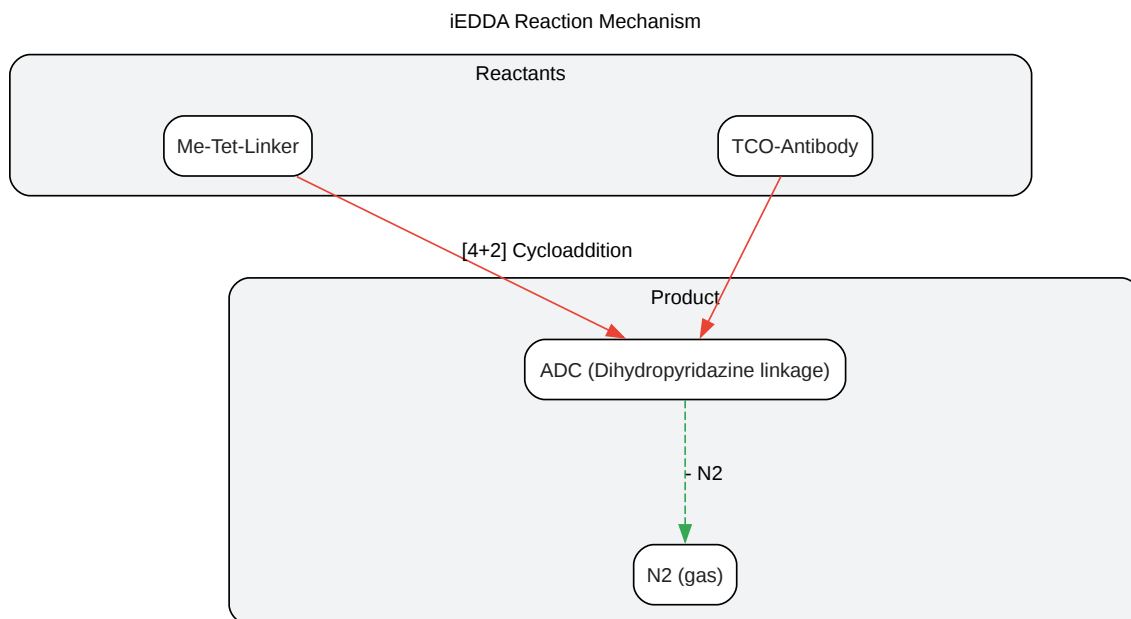 iEDDA Reaction Mechanism
Reactants
Me-Tet-Linker
TCO-Antibody
[4+2] Cycloaddition
Product
ADC (Dihydropyridazine linkage)
- N2
N2 (gas)